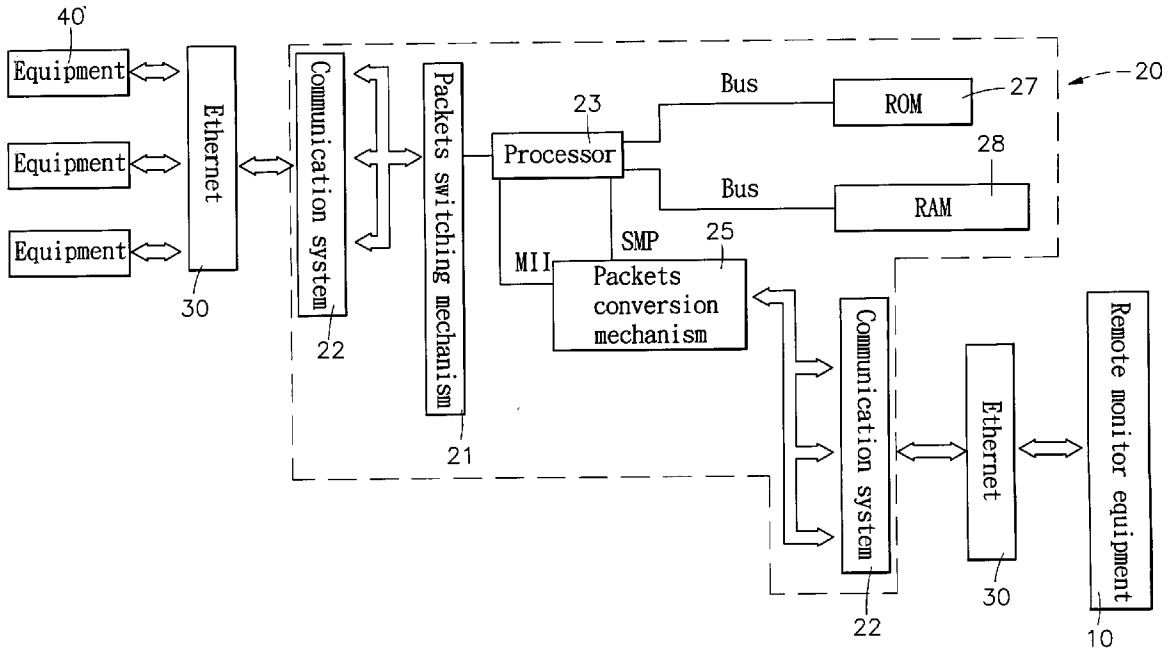 40
Equipment
Equipment
Equipment
Ethernet
30
Communication system
22
Packets switching mechanism
21
23
Processor
Bus
ROM
27
20
Bus
RAM
28
MII
SMP
25
Packets
conversion
mechanism
Communication system
22
Ethernet
30
Remote monitor equipment
10